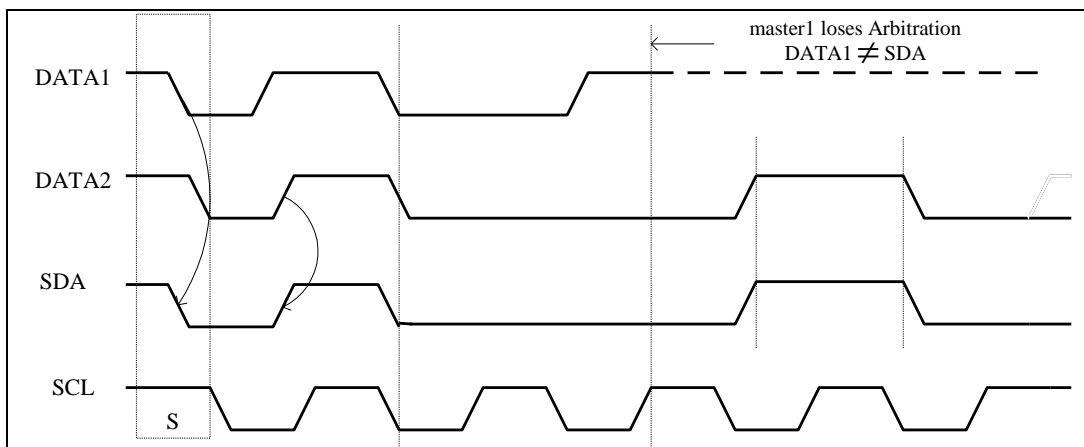 master1 loses Arbitration
DATA1 ≠ SDA
DATA1
DATA2
SDA
SCL
S